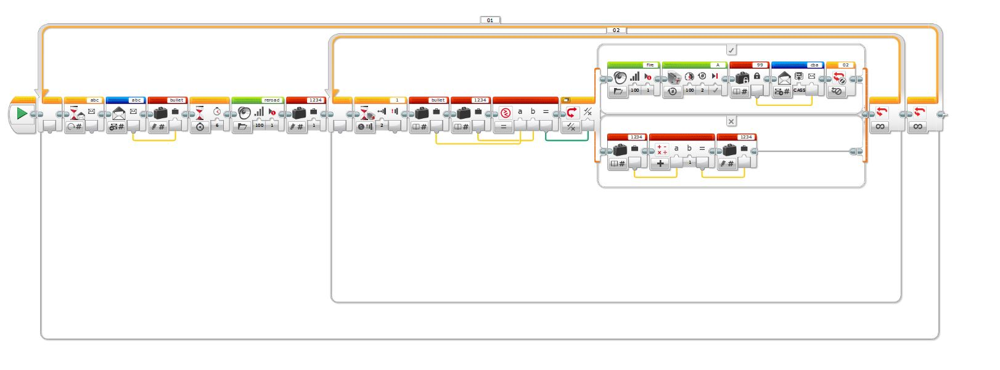 01
02
fire A 99 cba 02
100 1 100 2 # # CASS
abc abc bullet reroad 1234 1 bullet 1234
a b =
# # # 6 100 1 # 1 2 # # =
1234 1234
a b =
# 1 #